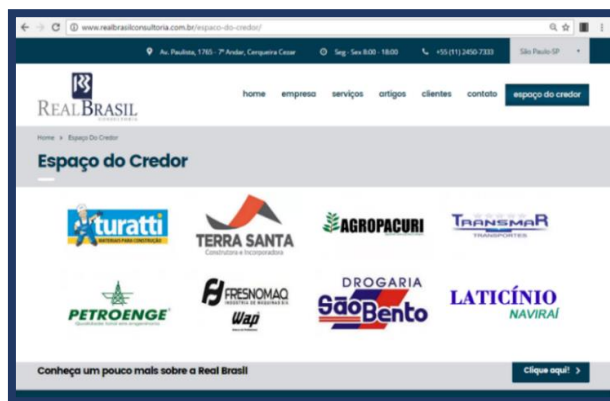 www.realbrasilconsultoria.com.br/espaco-do-credor/
Av. Paulista, 1765 - 7º Andar, Cerqueira Cesar Seg - Sex 8:00 - 18:00 +55 (11) 2450-7333 São Paulo-SP
REALBRASIL
CONSULTORIA
home empresa serviços artigos clientes contato espaço do credor
Home > Espaço Do Credor
Espaço do Credor
turatti
MATERIAIS PARA CONSTRUÇÃO
TERRA SANTA
Construtora e Incorporadora
AGROPACURI
TRANSMAR
TRANSPORTES
PETROENGE
FRESNOMAQ
INDÚSTRIA DE MÁQUINAS S/A
Wap
DROGARIA
São Bento
LATICÍNIO
NAVIRAÍ
Conheça um pouco mais sobre a Real Brasil Clique aqui! >